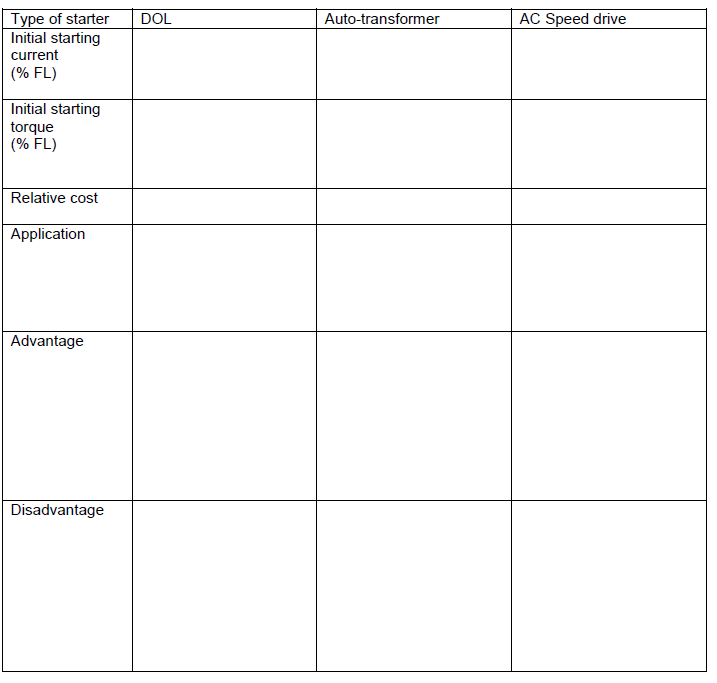 Type of starter DOL Auto-transformer AC Speed drive
Initial starting
current
(% FL)
Initial starting
torque
(% FL)
Relative cost
Application
Advantage
Disadvantage